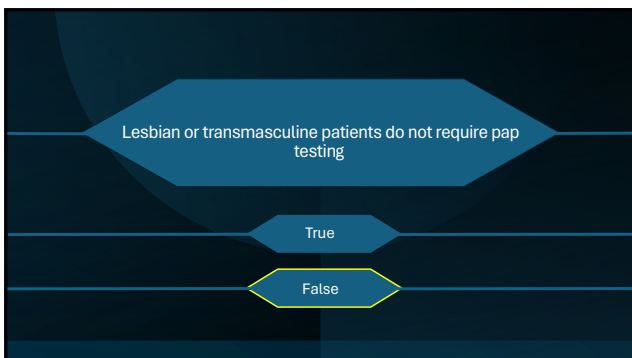 Lesbian or transmasculine patients do not require pap
testing
True
False